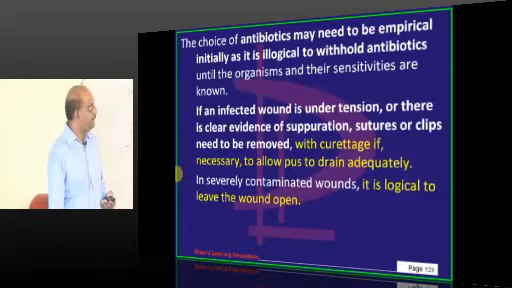 The choice of antibiotics may need to be empirical
initially as it is illogical to withhold antibiotics
until the organisms and their sensitivities are
known.
If an infected wound is under tension, or there
is clear evidence of suppuration, sutures or clips
need to be removed, with curettage if,
necessary, to allow pus to drain adequately.
In severely contaminated wounds, it is logical to
leave the wound open.
Page 129